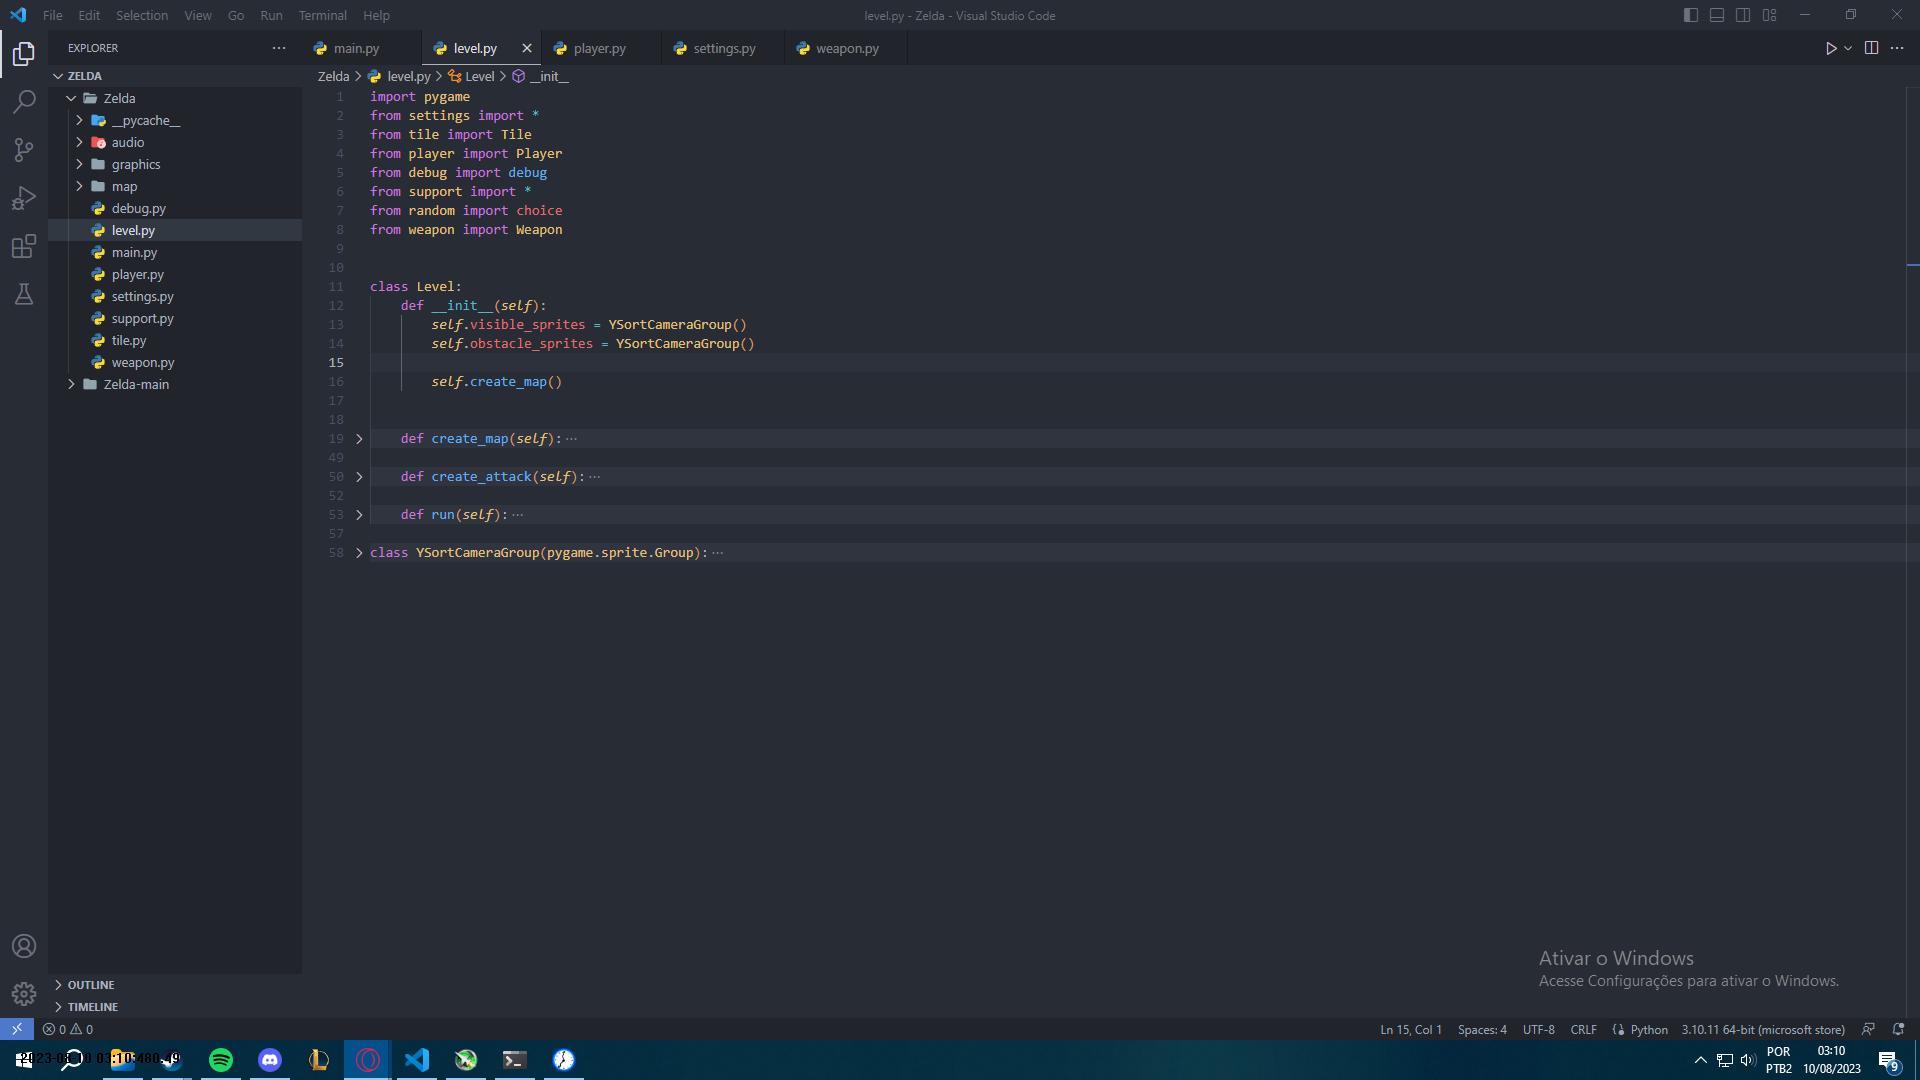 File Edit Selection View Go Run Terminal Help
level.py - Zelda - Visual Studio Code
EXPLORER
main.py
level.py
player.py
settings.py
weapon.py
ZELDA
Zelda
__pycache__
audio
graphics
map
debug.py
level.py
main.py
player.py
settings.py
support.py
tile.py
weapon.py
Zelda-main
OUTLINE
TIMELINE
Zelda > level.py > Level > __init__
1 import pygame
2 from settings import *
3 from tile import Tile
4 from player import Player
5 from debug import debug
6 from support import *
7 from random import choice
8 from weapon import Weapon
9
10
11 class Level:
12 def __init__(self):
13 self.visible_sprites = YSortCameraGroup()
14 self.obstacle_sprites = YSortCameraGroup()
15
16 self.create_map()
17
18
19 def create_map(self):···
49
50 def create_attack(self):···
52
53 def run(self):···
57
58 class YSortCameraGroup(pygame.sprite.Group):···
Ativar o Windows
Acesse Configurações para ativar o Windows.
0 0
Ln 15, Col 1 Spaces: 4 UTF-8 CRLF Python 3.10.11 64-bit (microsoft store)
POR
PTB2
03:10
10/08/2023
9